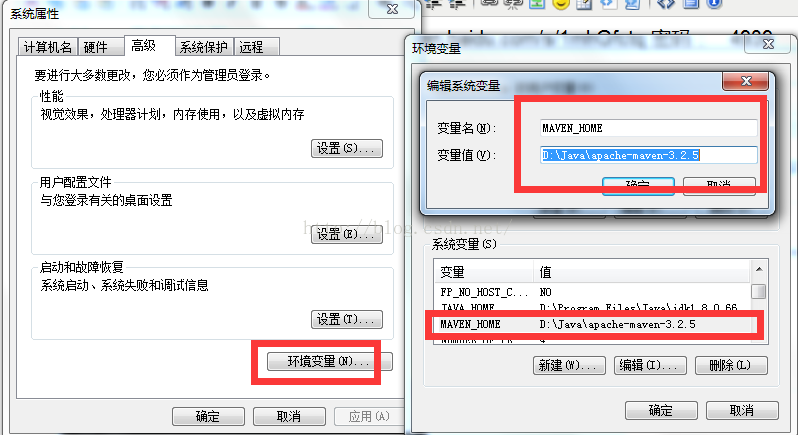 系统属性
计算机名 硬件 高级 系统保护 远程
要进行大多数更改，您必须作为管理员登录。
性能
视觉效果，处理器计划，内存使用，以及虚拟内存
设置(S)...
用户配置文件
与您登录有关的桌面设置
设置(E)...
启动和故障恢复
系统启动、系统失败和调试信息
设置(T)...
环境变量(N)...
确定 取消 应用(A)
环境变量
编辑系统变量
变量名(N): MAVEN_HOME
变量值(V): D:\Java\apache-maven-3.2.5
确定 取消
系统变量(S)
变量 值
FP_NO_HOST_C... NO
JAVA_HOME D:\Program Files\Java\jdk1.8.0_66
MAVEN_HOME D:\Java\apache-maven-3.2.5
新建(W)... 编辑(I)... 删除(L)
确定 取消
http://blog.csdn.net/